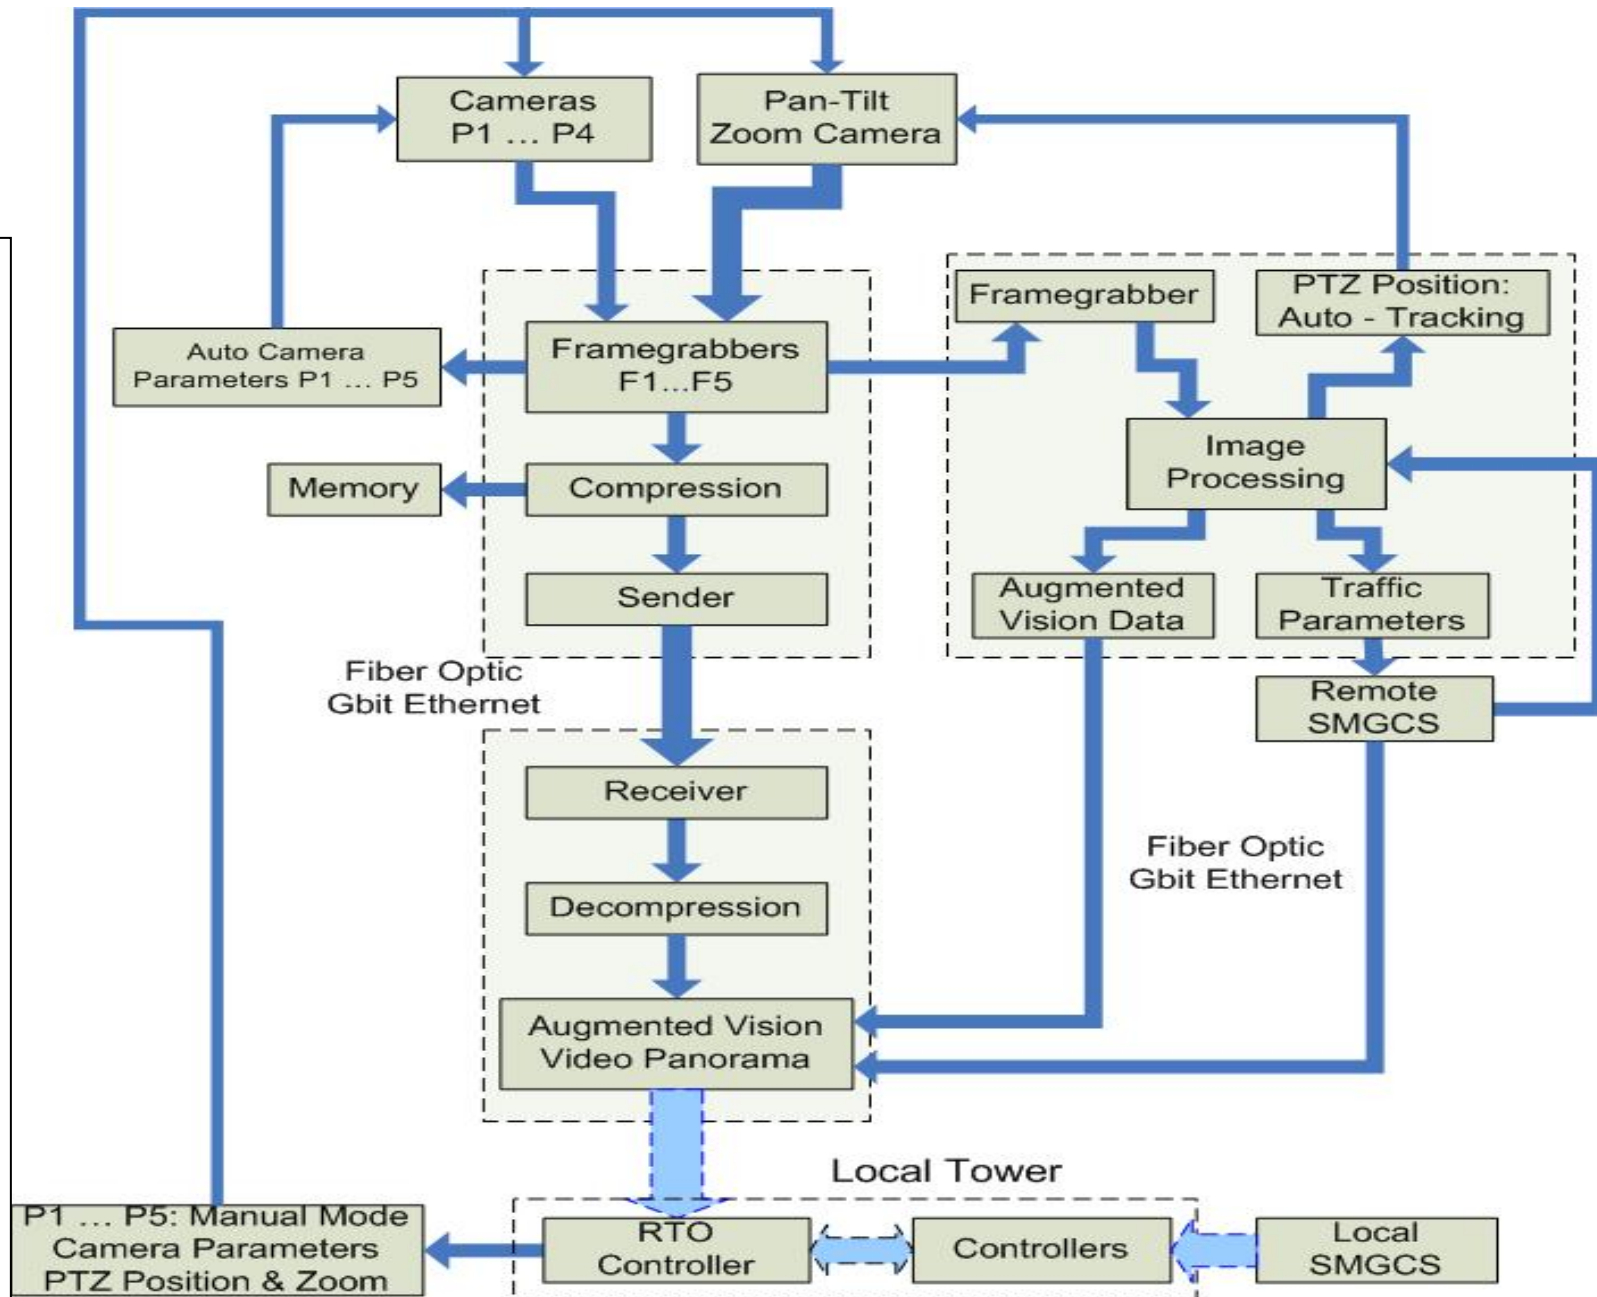 Cameras
P1 ... P4
Pan-Tilt
Zoom Camera
Framegrabber
PTZ Position:
Auto - Tracking
Auto Camera
Parameters P1 ... P5
Framegrabbers
F1...F5
Image
Processing
Memory
Compression
Sender
Augmented
Vision Data
Traffic
Parameters
Fiber Optic
Gbit Ethernet
Remote
SMGCS
Receiver
Fiber Optic
Gbit Ethernet
Decompression
Augmented Vision
Video Panorama
Local Tower
P1 ... P5: Manual Mode
Camera Parameters
PTZ Position & Zoom
RTO
Controller
Controllers
Local
SMGCS